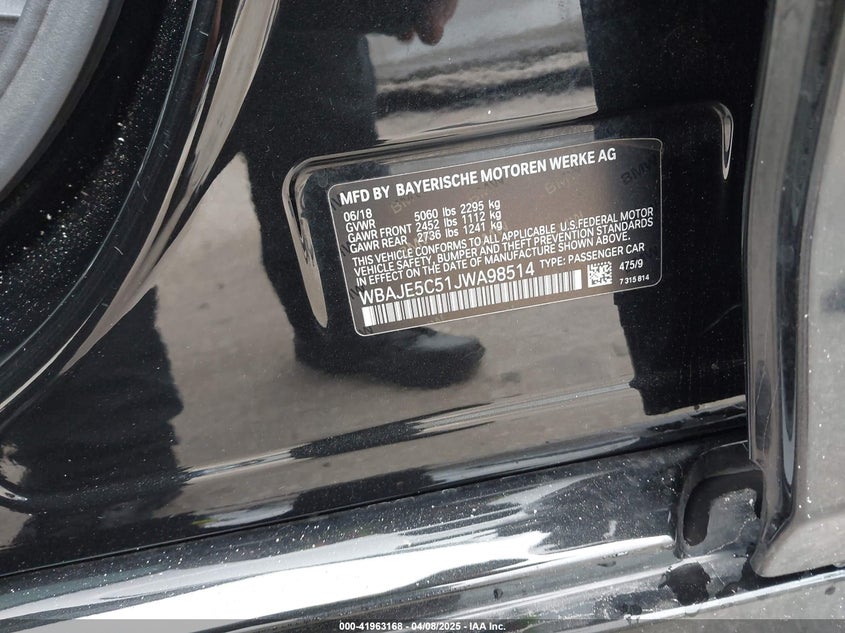 MFD BY BAYERISCHE MOTOREN WERKE AG
06/18
GVWR 5060 lbs 2295 kg
GAWR FRONT 2452 lbs 1112 kg
GAWR REAR 2736 lbs 1241 kg
THIS VEHICLE CONFORMS TO ALL APPLICABLE U.S.FEDERAL MOTOR
VEHICLE SAFETY, BUMPER AND THEFT PREVENTION STANDARDS
IN EFFECT ON THE DATE OF MANUFACTURE SHOWN ABOVE.
WBAJE5C51JWA98514 TYPE: PASSENGER CAR
475/9
7 315 814
000-41963168 - 04/08/2025 - IAA Inc.